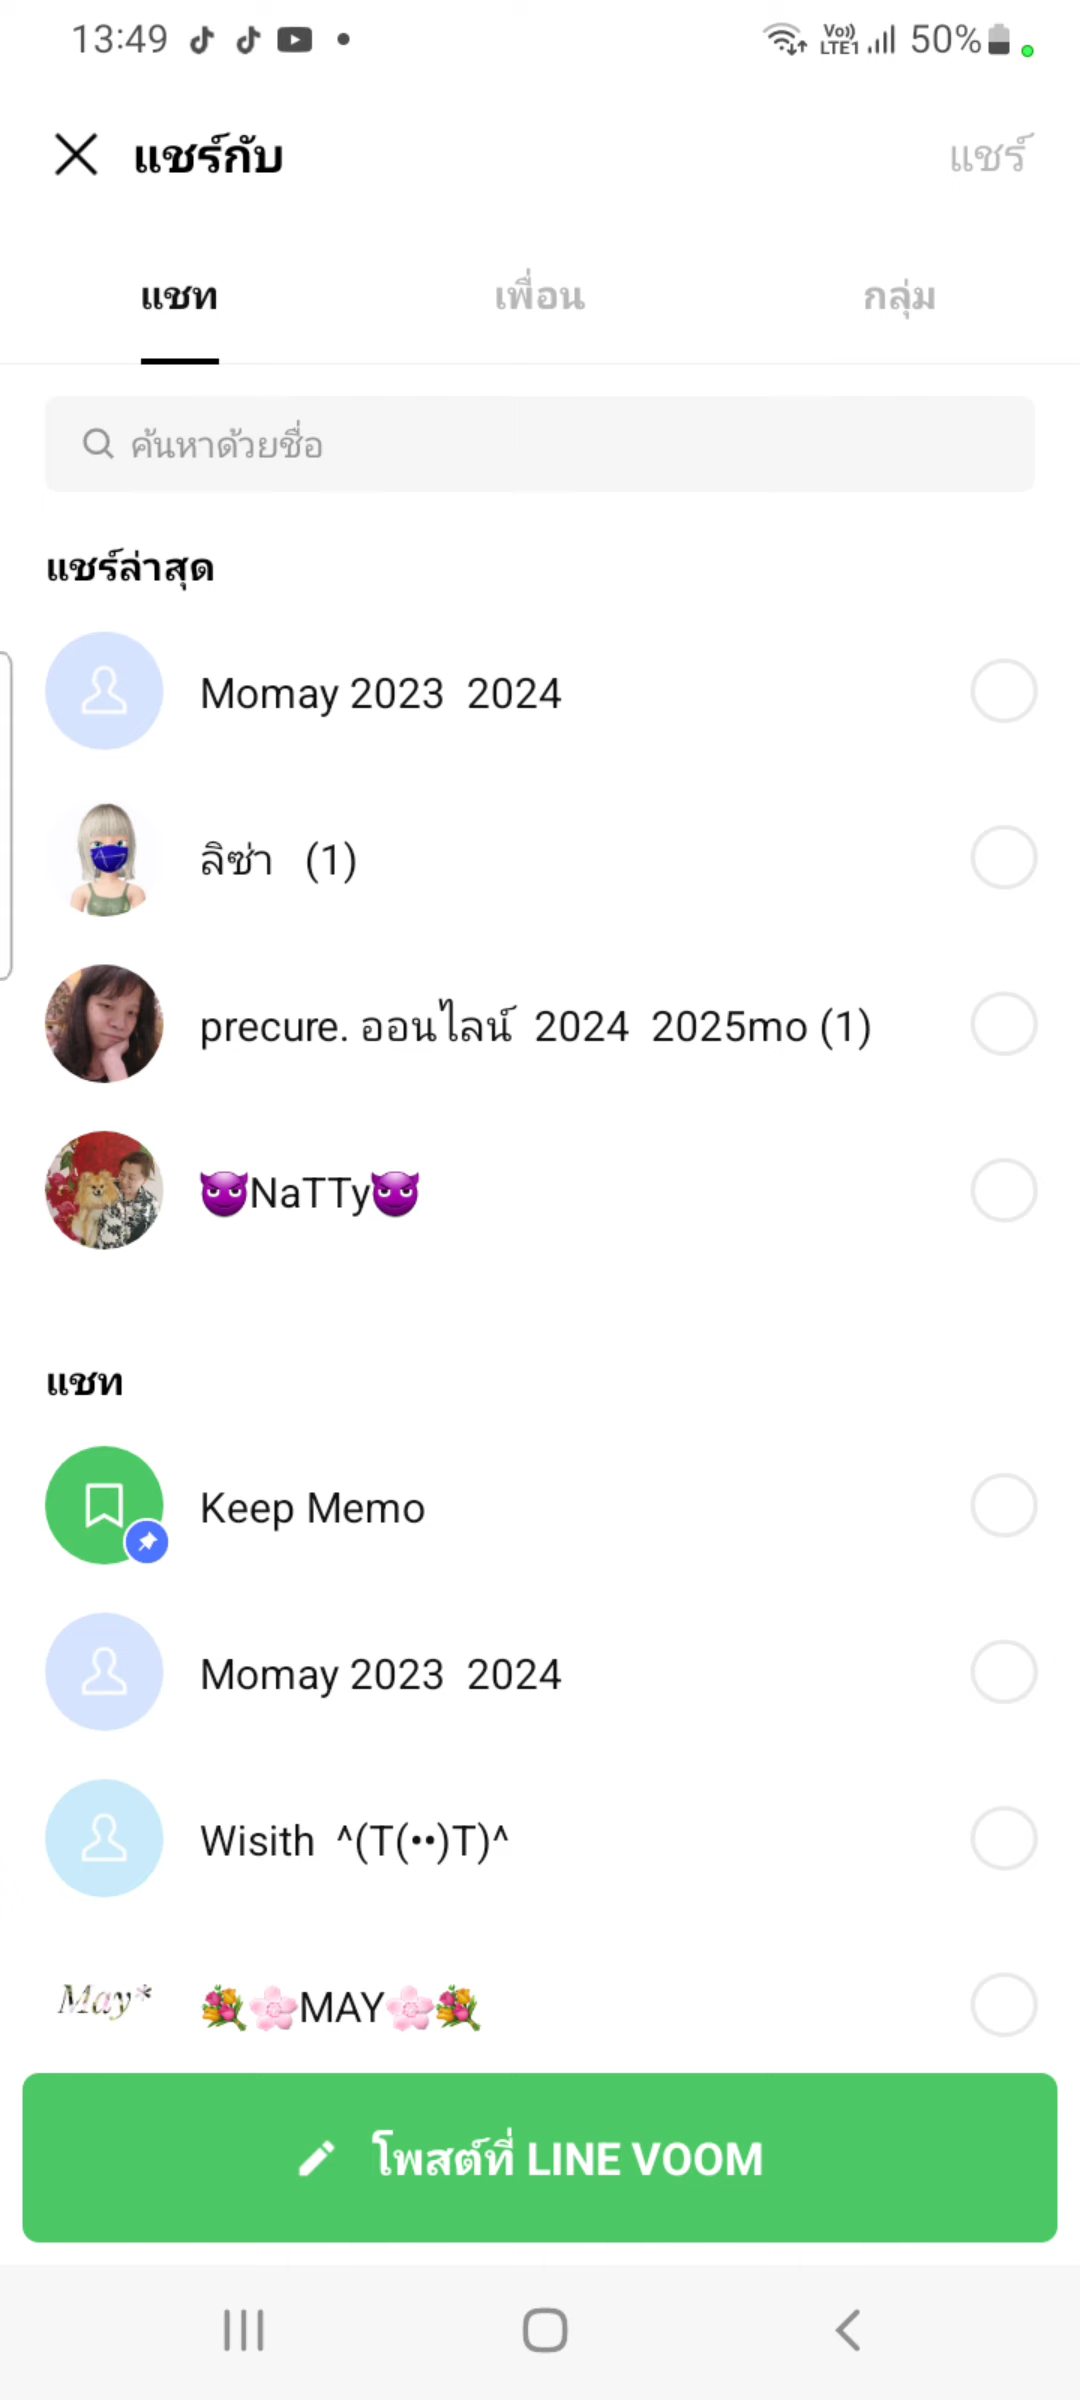 13:49
Vo)) LTE1 50%
แชร์กับ แชร์
แชท เพื่อน กลุ่ม
ค้นหาด้วยชื่อ
แชร์ล่าสุด
Momay 2023  2024
ลิซ่า  (1)
precure. ออนไลน์  2024  2025mo (1)
😈NaTTy😈
แชท
Keep Memo
Momay 2023  2024
Wisith  ^(T(••)T)^
May* 💐🌸MAY🌸💐
โพสต์ที่ LINE VOOM